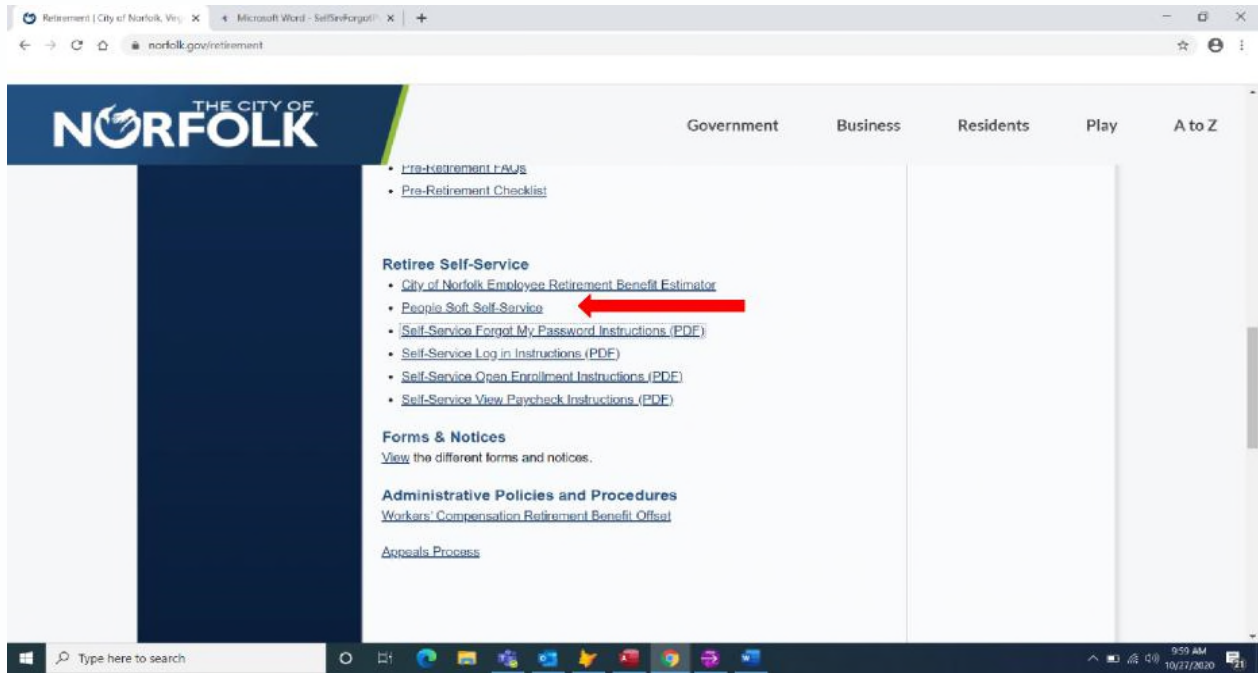 Retirement | City of Norfolk, Vir
Microsoft Word - SelfServForgotP
norfolk.gov/retirement
THE CITY OF
NORFOLK
Government
Business
Residents
Play
A to Z
Pre-Retirement FAQs
Pre-Retirement Checklist
Retiree Self-Service
City of Norfolk Employee Retirement Benefit Estimator
People Soft Self-Service
Self-Service Forgot My Password Instructions (PDF)
Self-Service Log in Instructions (PDF)
Self-Service Open Enrollment Instructions (PDF)
Self-Service View Paycheck Instructions (PDF)
Forms & Notices
View the different forms and notices.
Administrative Policies and Procedures
Workers' Compensation Retirement Benefit Offset
Appeals Process
Type here to search
9:59 AM
10/27/2020
21